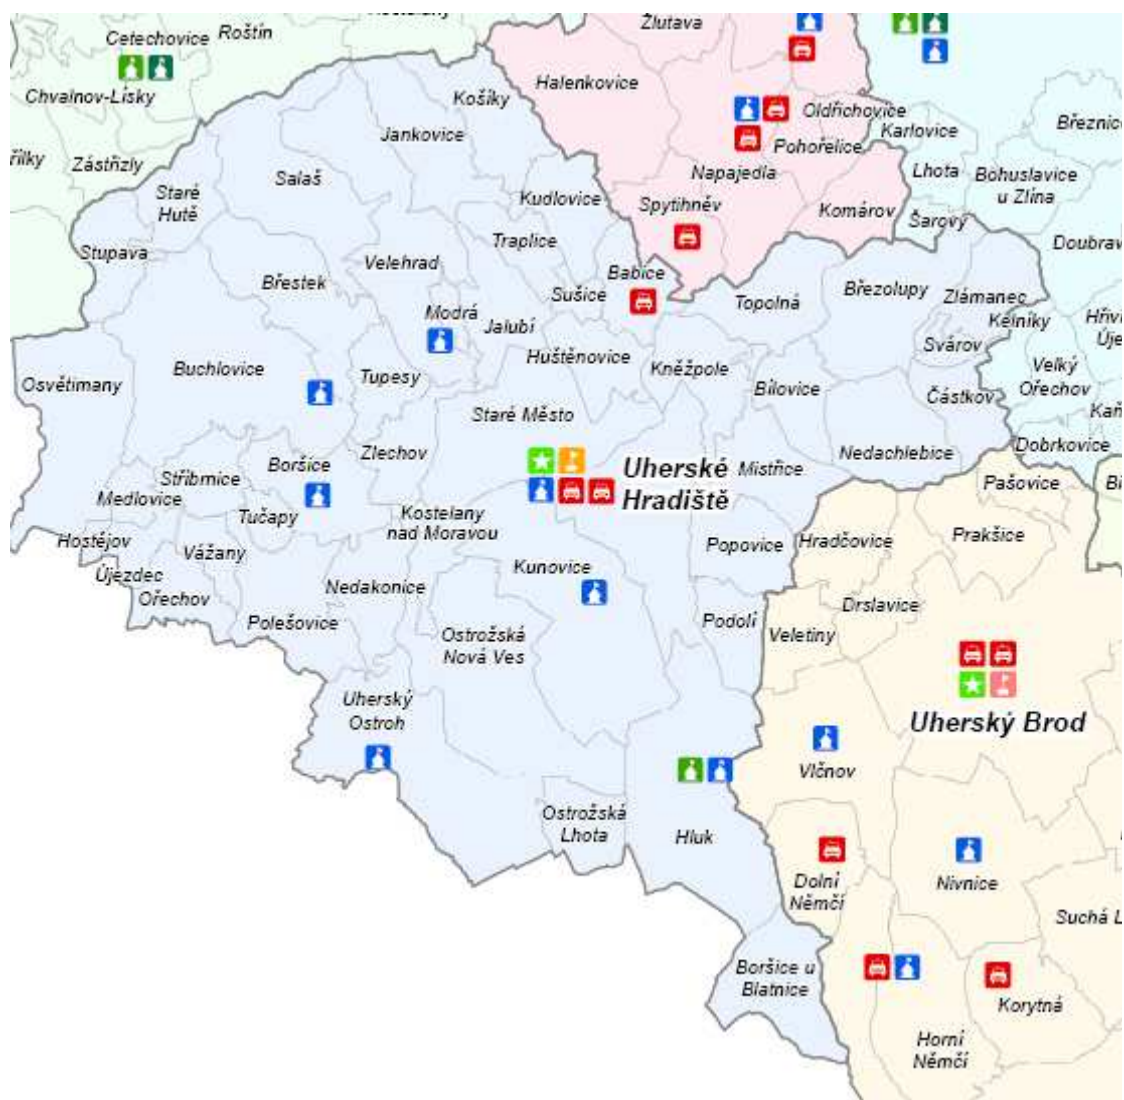 Roštín
Cetechovice
Žlutava
Halenkovice
Chvalnov-Lísky
Košíky
Oldřichovice
Březnice
Jankovice
Karlovice
Pohořelice
Zástřizly
Napajedla
Lhota
Bohuslavice
u Zlína
Salaš
Staré
Hutě
Kudlovice
Spytihněv
Komárov
Šarový
Traplice
Stupava
Velehrad
Břestek
Babice
Březolupy
Sušice
Topolná
Zlámanec
Modrá
Jalubí
Kelníky
Svárov
Huštěnovice
Velký
Ořechov
Buchlovice
Kněžpole
Osvětimany
Tupesy
Bílovice
Částkov
Staré Město
Dobrkovice
Zlechov
Nedachlebice
Boršice
Uherské
Hradiště
Mistřice
Stříbrnice
Pašovice
Medlovice
Tučapy
Kostelany
nad Moravou
Prakšice
Hostějov
Vážany
Popovice
Hradčovice
Kunovice
Újezdec
Nedakonice
Ořechov
Drslavice
Polešovice
Podolí
Veletiny
Ostrožská
Nová Ves
Uherský
Ostroh
Uherský Brod
Vlčnov
Ostrožská
Lhota
Hluk
Dolní
Němčí
Nivnice
Suchá L
Boršice u
Blatnice
Korytná
Horní
Němčí